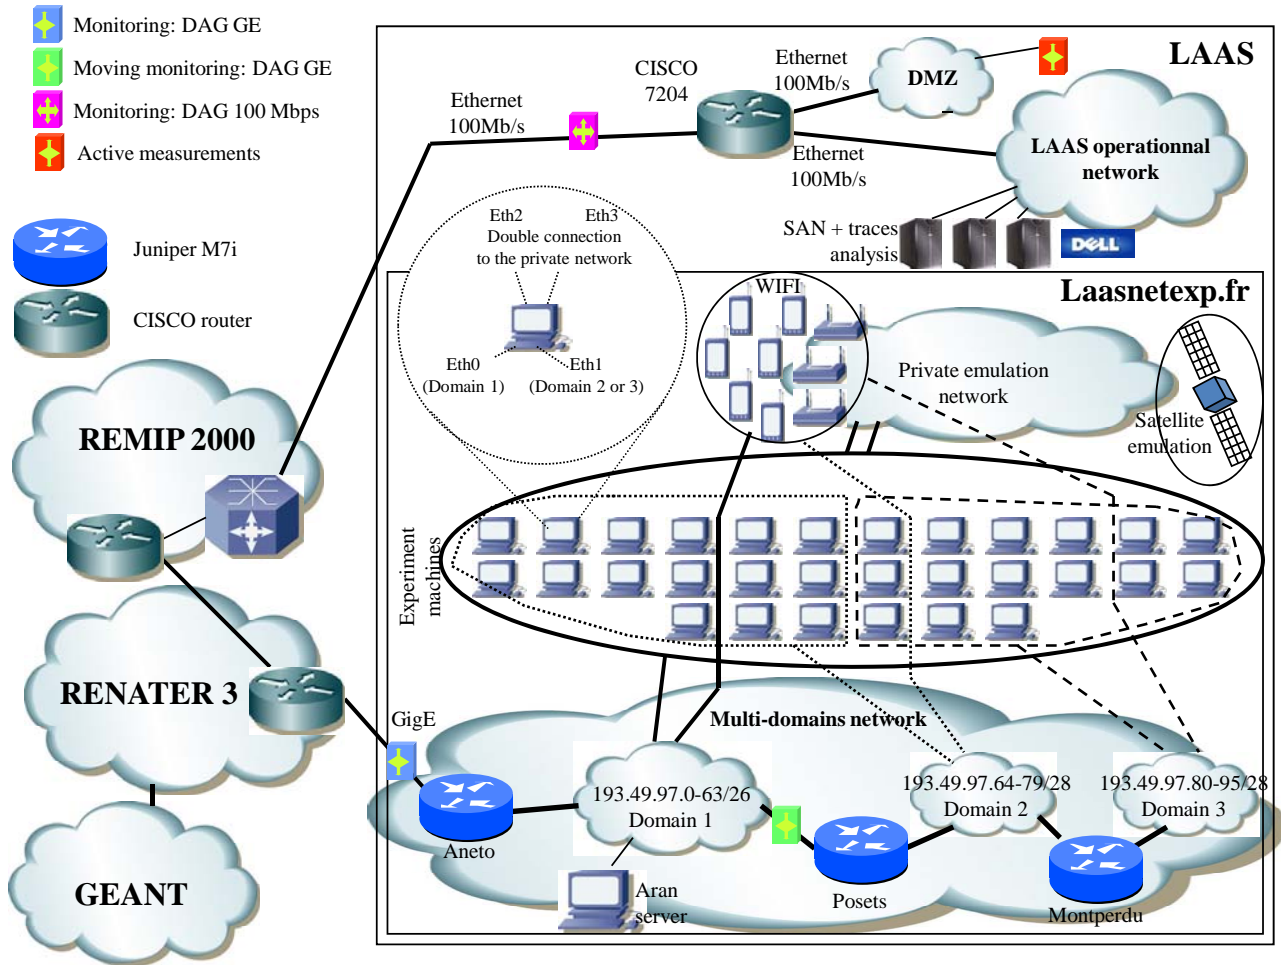 Monitoring: DAG GE
Moving monitoring: DAG GE
Monitoring: DAG 100 Mbps
Active measurements
Juniper M7i
CISCO router
REMIP 2000
RENATER 3
GEANT
LAAS
CISCO
7204
Ethernet
100Mb/s
Ethernet
100Mb/s
Ethernet
100Mb/s
DMZ
LAAS operationnal
network
SAN + traces
analysis
DELL
Laasnetexp.fr
Eth2
Eth3
Double connection
to the private network
Eth0
(Domain 1)
Eth1
(Domain 2 or 3)
WIFI
Private emulation
network
Satellite
emulation
Experiment
machines
GigE
Multi-domains network
193.49.97.0-63/26
Domain 1
193.49.97.64-79/28
Domain 2
193.49.97.80-95/28
Domain 3
Aneto
Aran
server
Posets
Montperdu